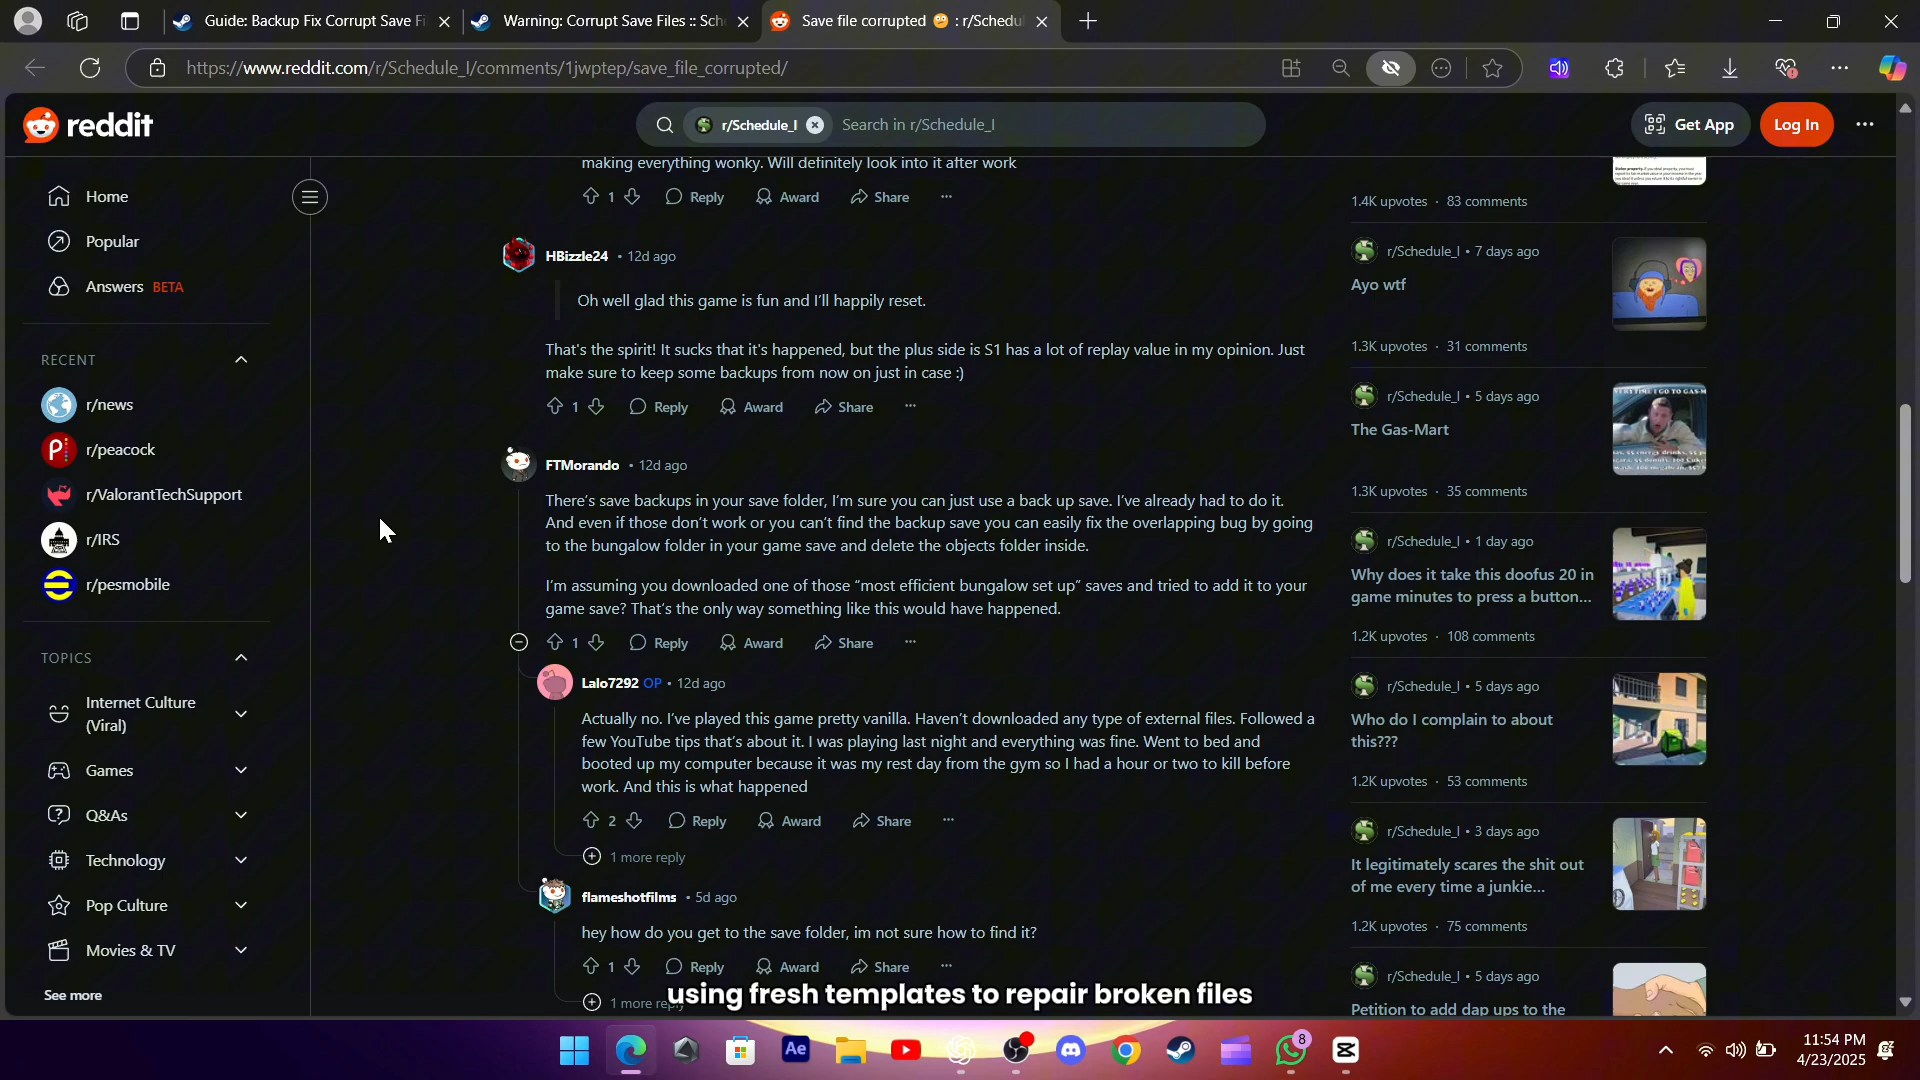 Guide: Backup Fix Corrupt Save Fi
Warning: Corrupt Save Files :: Sch
Save file corrupted 🙁 : r/Schedul
https://www.reddit.com/r/Schedule_I/comments/1jwptep/save_file_corrupted/
reddit
r/Schedule_I
Search in r/Schedule_I
Get App
Log In
Home
Popular
Answers BETA
RECENT
r/news
r/peacock
r/ValorantTechSupport
r/IRS
r/pesmobile
TOPICS
Internet Culture
(Viral)
Games
Q&As
Technology
Pop Culture
Movies & TV
See more
making everything wonky. Will definitely look into it after work
1 Reply Award Share
HBizzle24 • 12d ago
Oh well glad this game is fun and I'll happily reset.
That's the spirit! It sucks that it's happened, but the plus side is S1 has a lot of replay value in my opinion. Just
make sure to keep some backups from now on just in case :)
1 Reply Award Share
FTMorando • 12d ago
There's save backups in your save folder, I'm sure you can just use a back up save. I've already had to do it.
And even if those don't work or you can't find the backup save you can easily fix the overlapping bug by going
to the bungalow folder in your game save and delete the objects folder inside.
I'm assuming you downloaded one of those “most efficient bungalow set up” saves and tried to add it to your
game save? That's the only way something like this would have happened.
1 Reply Award Share
Lalo7292 OP • 12d ago
Actually no. I've played this game pretty vanilla. Haven't downloaded any type of external files. Followed a
few YouTube tips that's about it. I was playing last night and everything was fine. Went to bed and
booted up my computer because it was my rest day from the gym so I had a hour or two to kill before
work. And this is what happened
2 Reply Award Share
1 more reply
flameshotfilms • 5d ago
hey how do you get to the save folder, im not sure how to find it?
1 Reply Award Share
1 more reply
using fresh templates to repair broken files
1.4K upvotes · 83 comments
r/Schedule_I • 7 days ago
Ayo wtf
1.3K upvotes · 31 comments
r/Schedule_I • 5 days ago
The Gas-Mart
1.3K upvotes · 35 comments
r/Schedule_I • 1 day ago
Why does it take this doofus 20 in
game minutes to press a button...
1.2K upvotes · 108 comments
r/Schedule_I • 5 days ago
Who do I complain to about
this???
1.2K upvotes · 53 comments
r/Schedule_I • 3 days ago
It legitimately scares the shit out
of me every time a junkie...
1.2K upvotes · 75 comments
r/Schedule_I • 5 days ago
Petition to add dap ups to the
Ae
8
11:54 PM
4/23/2025